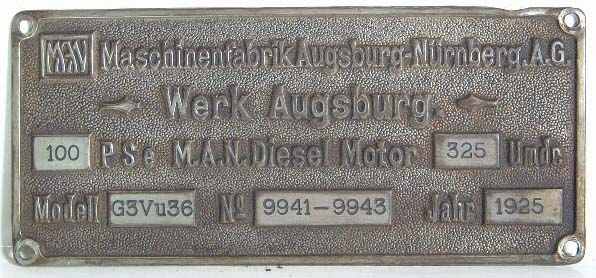 MAN Maschinenfabrik Augsburg-Nürnberg.A.G.
Werk Augsburg.
100 PSe M.A.N. Diesel Motor 325 Umdr.
Modell G3Vu36 No 9941-9943 Jahr 1925